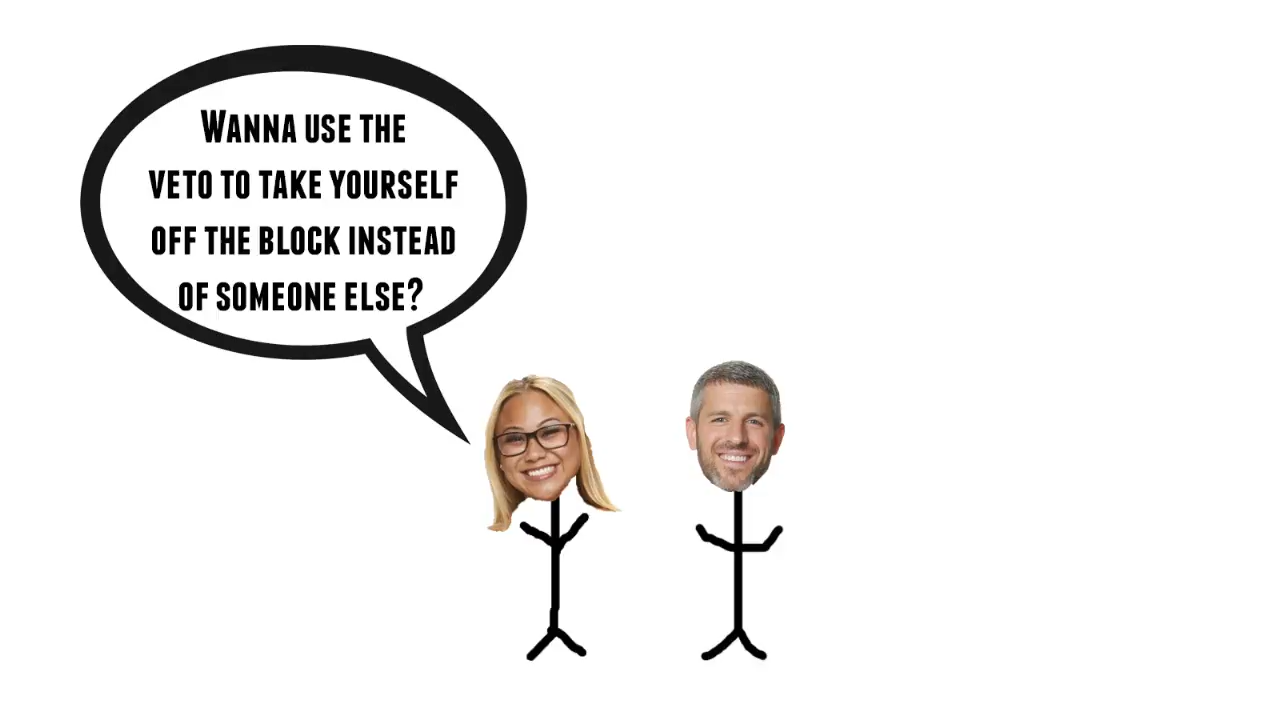 Wanna use the
veto to take yourself
off the block instead
of someone else?